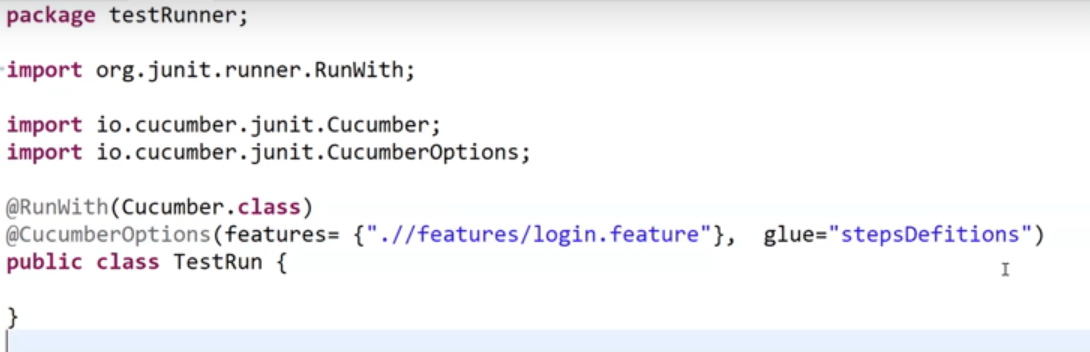 package testRunner;
import org.junit.runner.RunWith;
import io.cucumber.junit.Cucumber;
import io.cucumber.junit.CucumberOptions;
@RunWith(Cucumber.class)
@CucumberOptions(features= {".//features/login.feature"}, glue="stepsDefitions")
public class TestRun {
}